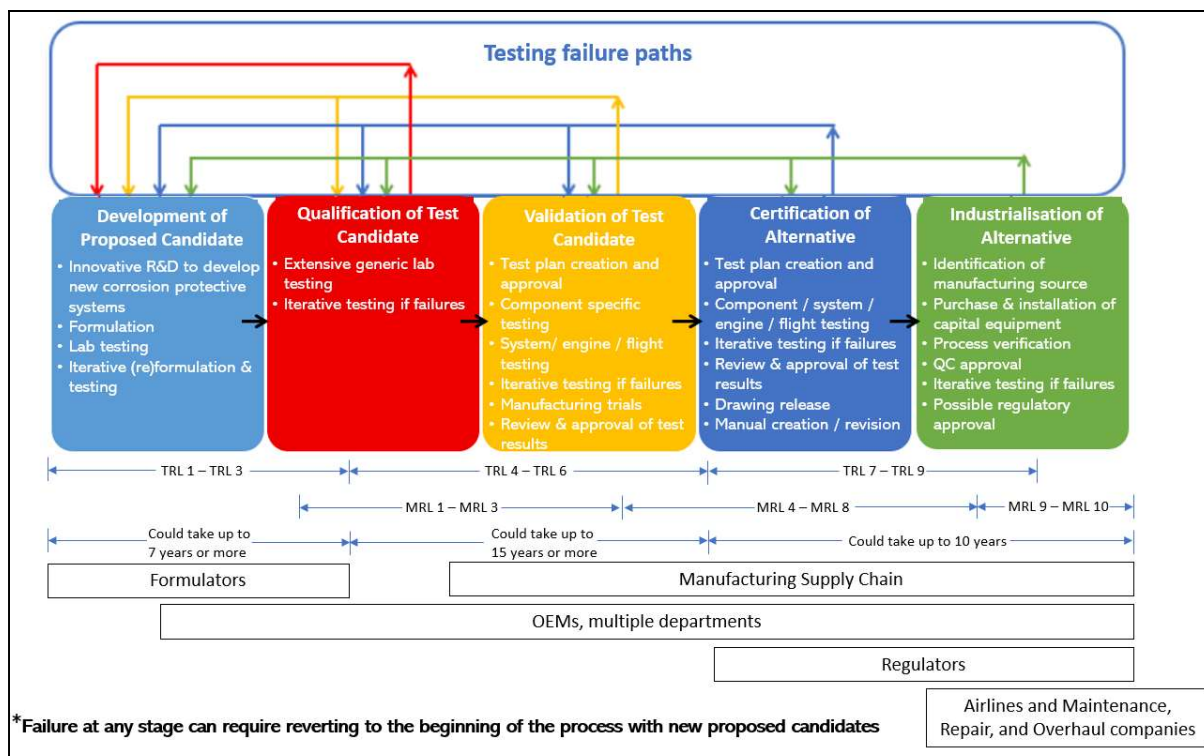 Testing failure paths
Development of
Proposed Candidate
• Innovative R&D to develop
new corrosion protective
systems
• Formulation
• Lab testing
• Iterative (re)formulation &
testing
Qualification of Test
Candidate
• Extensive generic lab
testing
• Iterative testing if failures
Validation of Test
Candidate
• Test plan creation and
approval
• Component specific
testing
• System/ engine / flight
testing
• Iterative testing if failures
• Manufacturing trials
• Review & approval of test
results
Certification of
Alternative
• Test plan creation and
approval
• Component / system /
engine / flight testing
• Iterative testing if failures
• Review & approval of test
results
• Drawing release
• Manual creation / revision
Industrialisation of
Alternative
• Identification of
manufacturing source
• Purchase & installation of
capital equipment
• Process verification
• QC approval
• Iterative testing if failures
• Possible regulatory
approval
TRL 1 – TRL 3
TRL 4 – TRL 6
TRL 7 – TRL 9
MRL 1 – MRL 3
MRL 4 – MRL 8
MRL 9 – MRL 10
Could take up to
7 years or more
Could take up to
15 years or more
Could take up to 10 years
Formulators
Manufacturing Supply Chain
OEMs, multiple departments
Regulators
Airlines and Maintenance,
Repair, and Overhaul companies
*Failure at any stage can require reverting to the beginning of the process with new proposed candidates